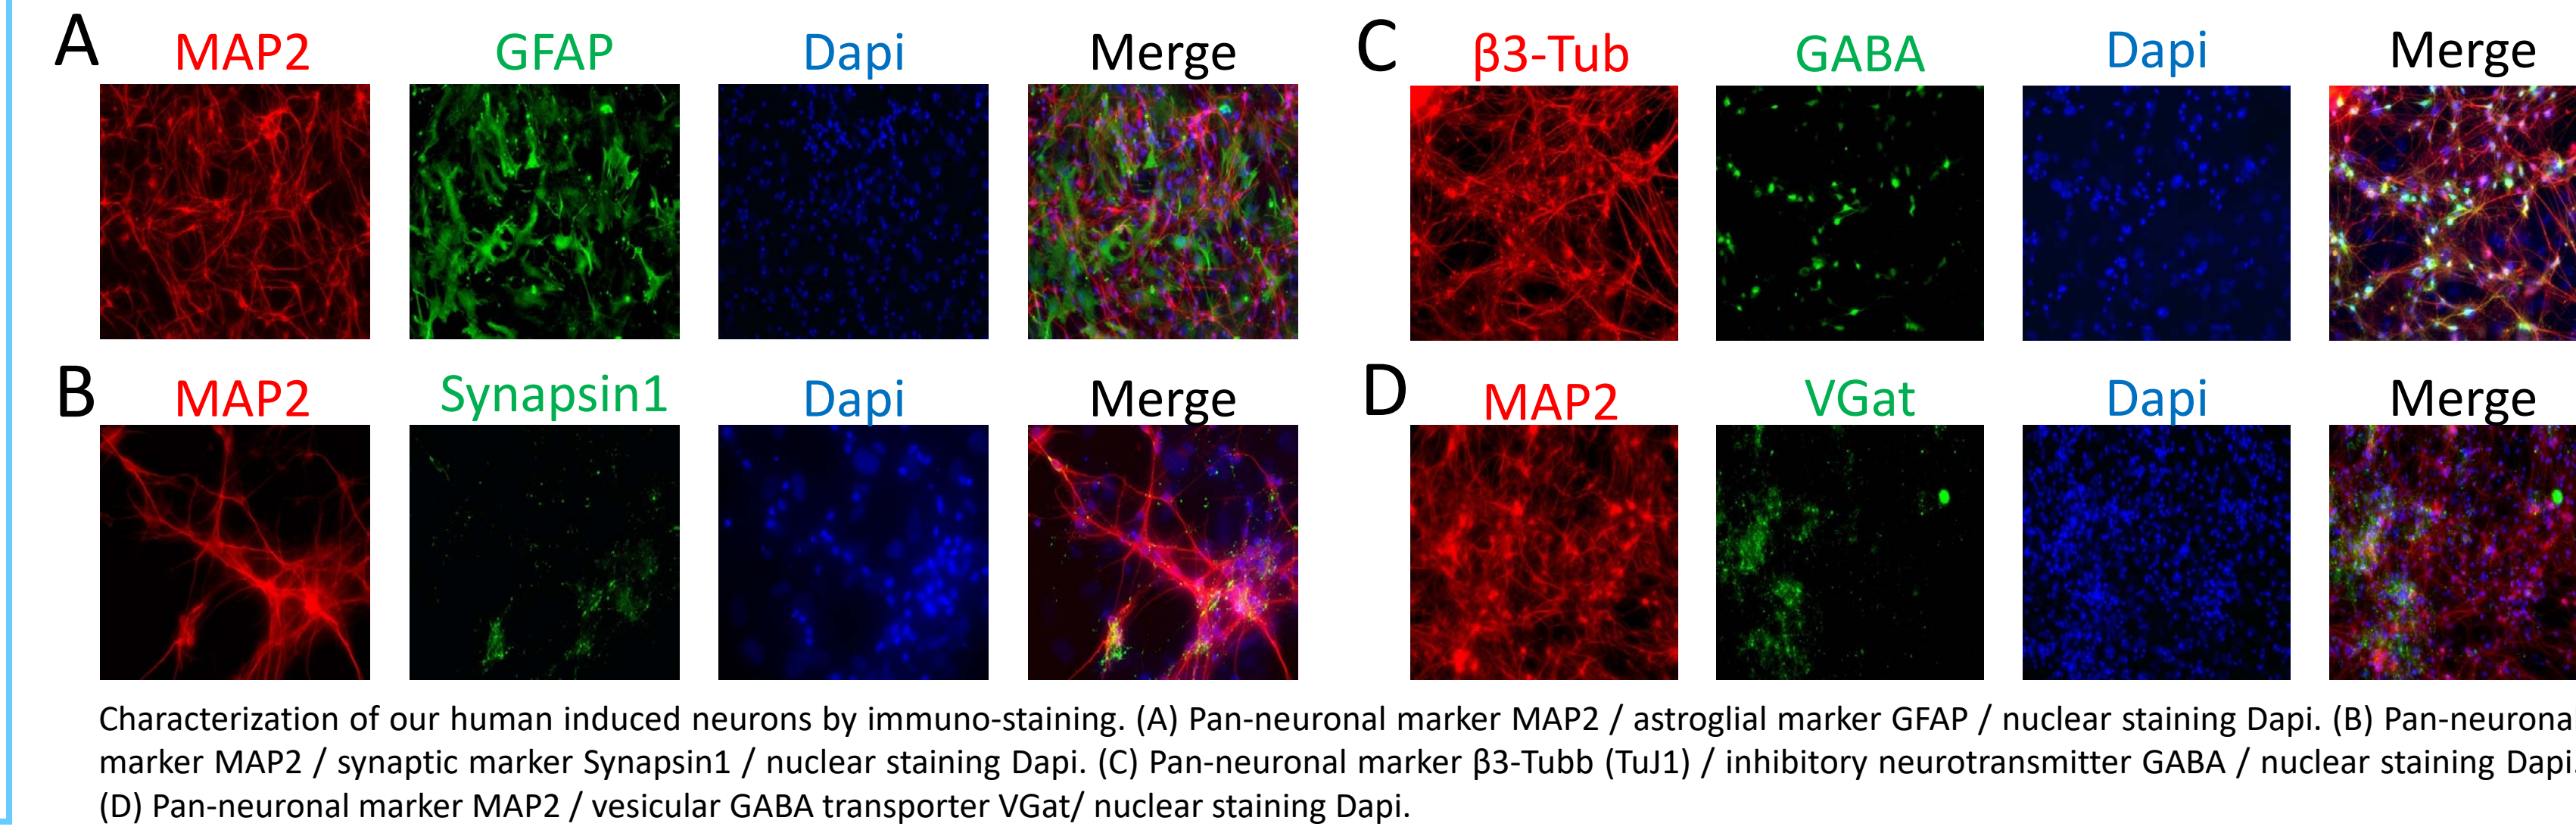 A
MAP2 GFAP Dapi Merge
C
β3-Tub GABA Dapi Merge
B
MAP2 Synapsin1 Dapi Merge
D
MAP2 VGat Dapi Merge
Characterization of our human induced neurons by immuno-staining. (A) Pan-neuronal marker MAP2 / astroglial marker GFAP / nuclear staining Dapi. (B) Pan-neuronal
marker MAP2 / synaptic marker Synapsin1 / nuclear staining Dapi. (C) Pan-neuronal marker β3-Tubb (TuJ1) / inhibitory neurotransmitter GABA / nuclear staining Dapi.
(D) Pan-neuronal marker MAP2 / vesicular GABA transporter VGat/ nuclear staining Dapi.